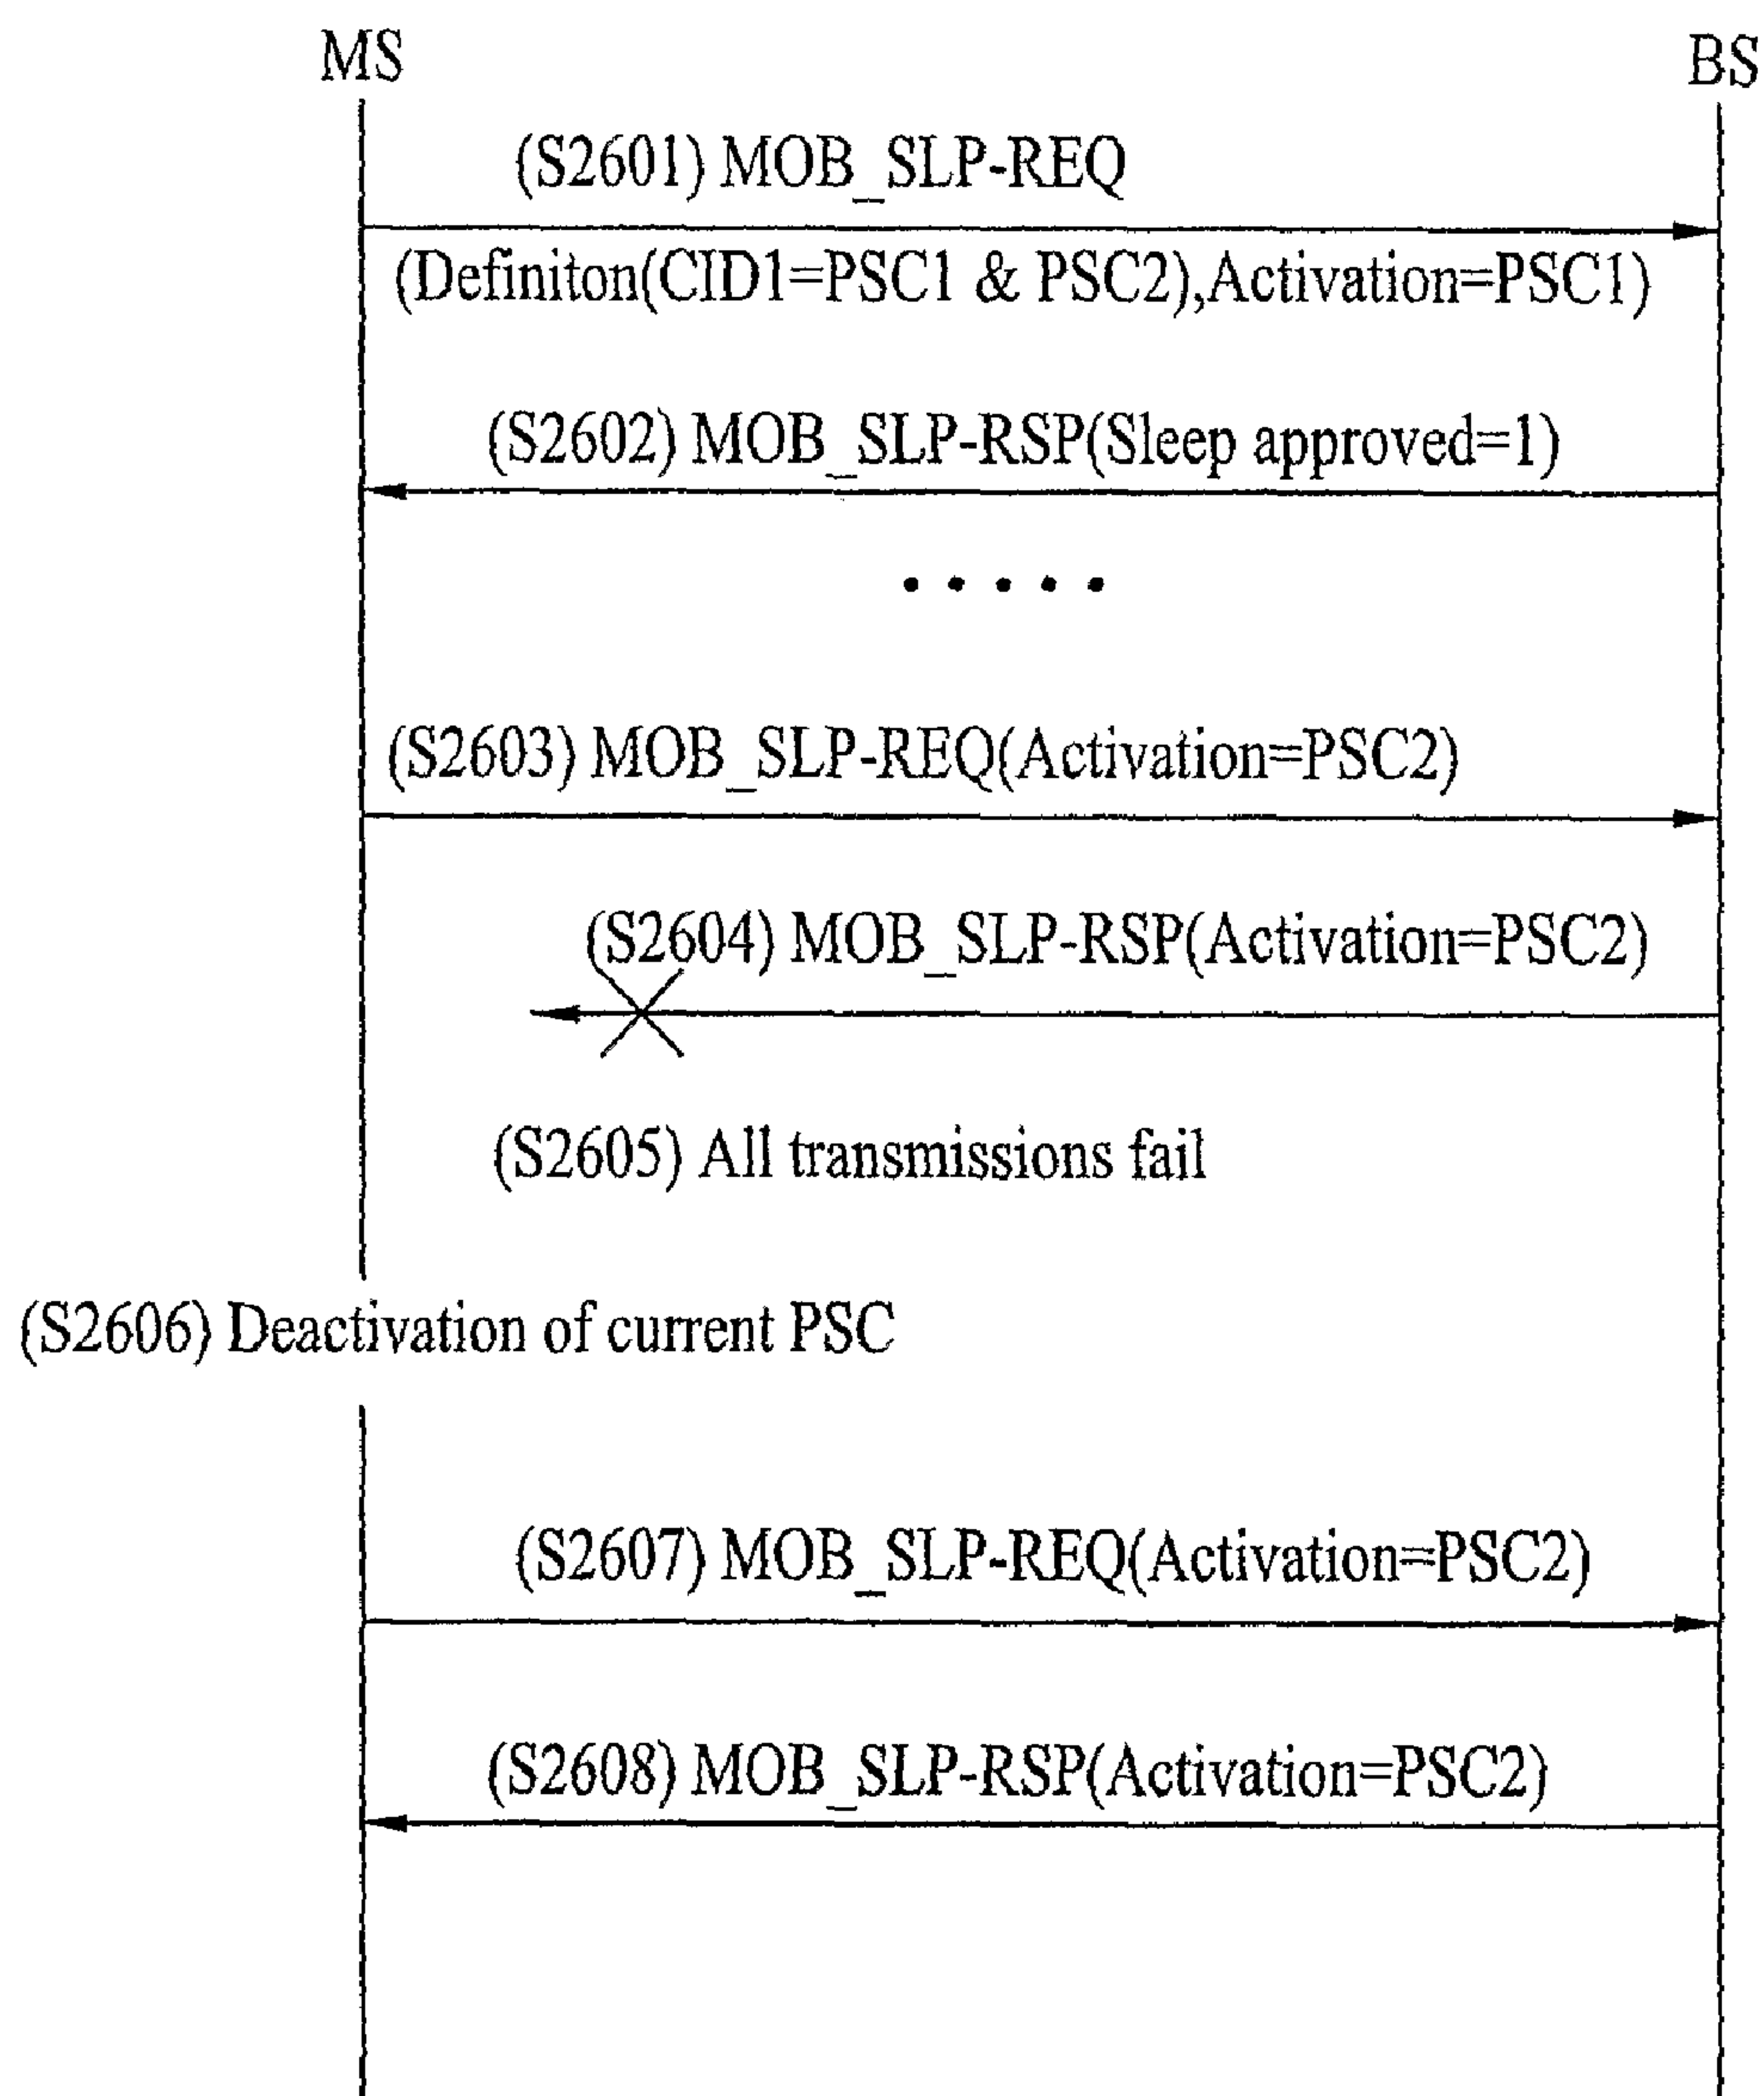 MS
BS
(S2601) MOB_SLP-REQ
(Definiton(CID1=PSC1 & PSC2),Activation=PSC1)
(S2602) MOB_SLP-RSP(Sleep approved=1)
(S2603) MOB_SLP-REQ(Activation=PSC2)
(S2604) MOB_SLP-RSP(Activation=PSC2)
(S2605) All transmissions fail
(S2606) Deactivation of current PSC
(S2607) MOB_SLP-REQ(Activation=PSC2)
(S2608) MOB_SLP-RSP(Activation=PSC2)